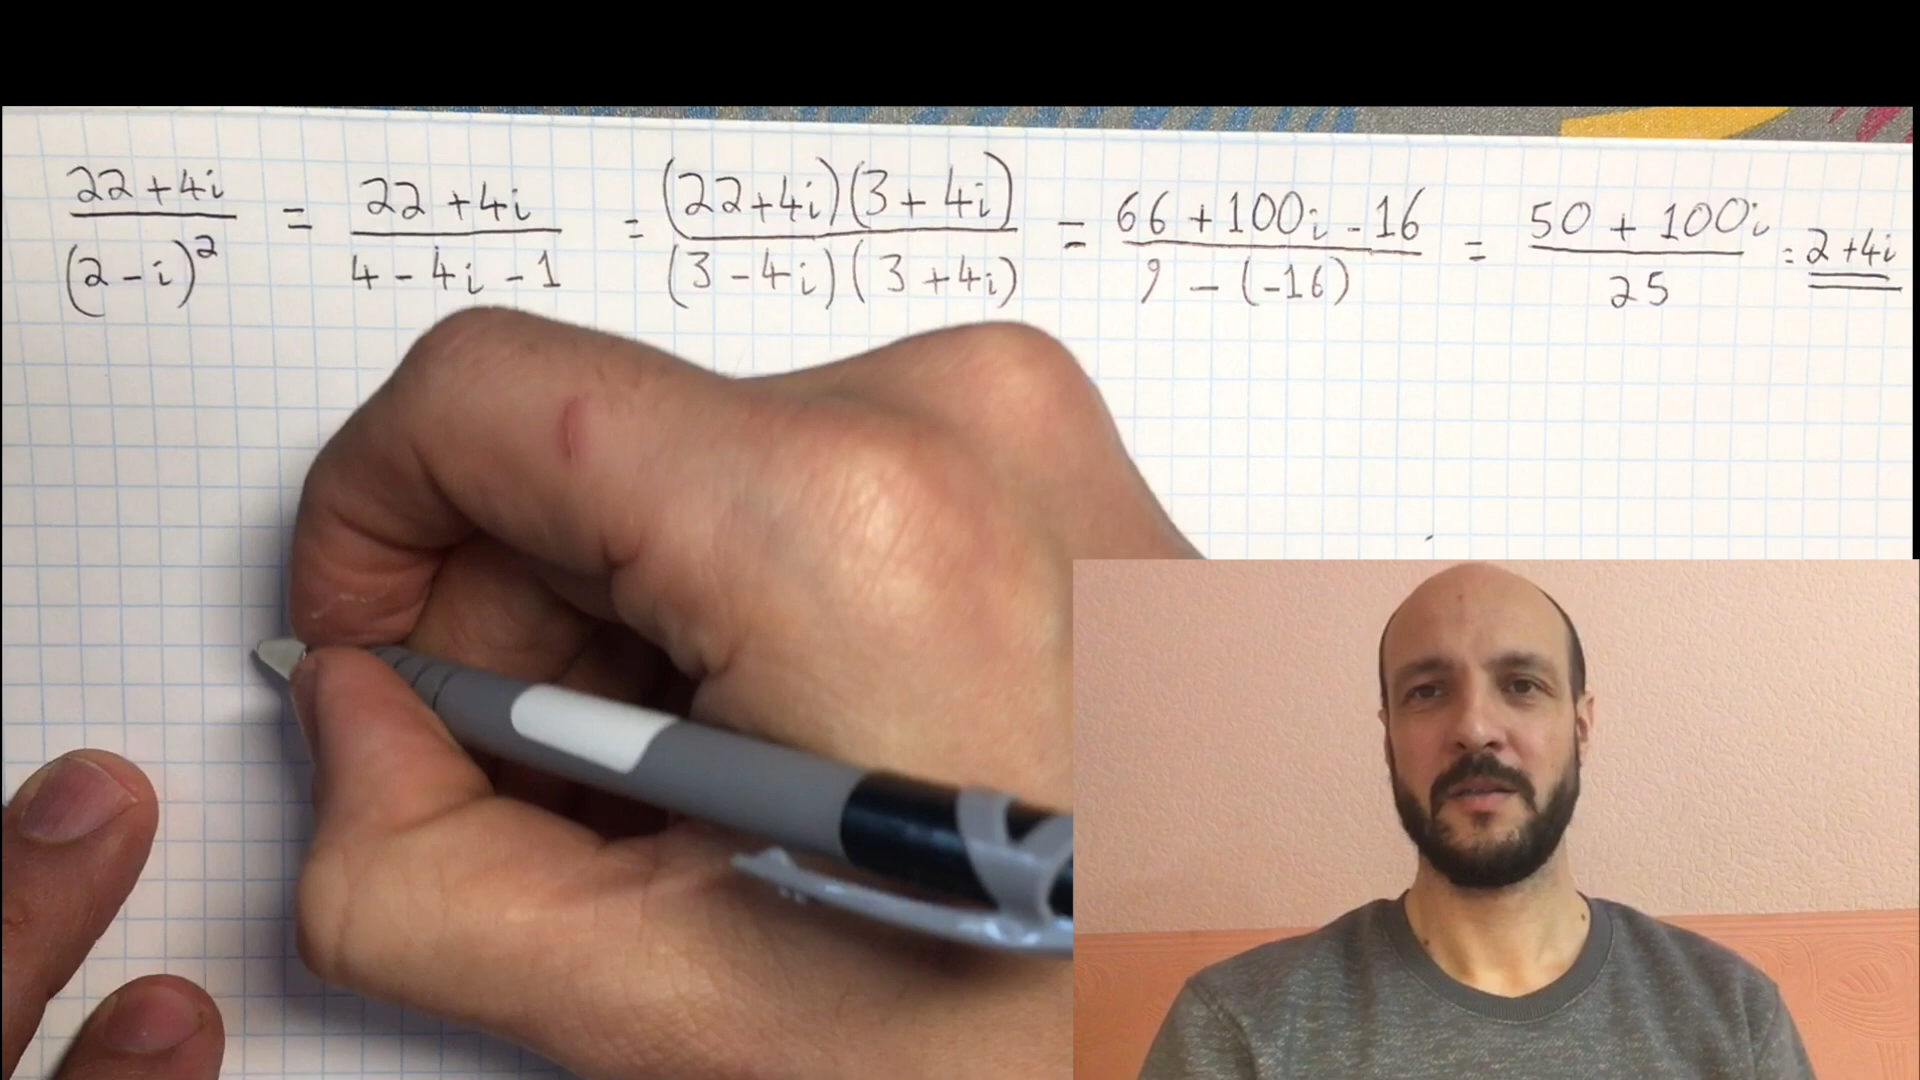 (22+4i)/(2-i)² = (22+4i)/(4-4i-1) = ((22+4i)(3+4i))/((3-4i)(3+4i)) = (66+100i-16)/(9-(-16)) = (50+100i)/25 = 2+4i